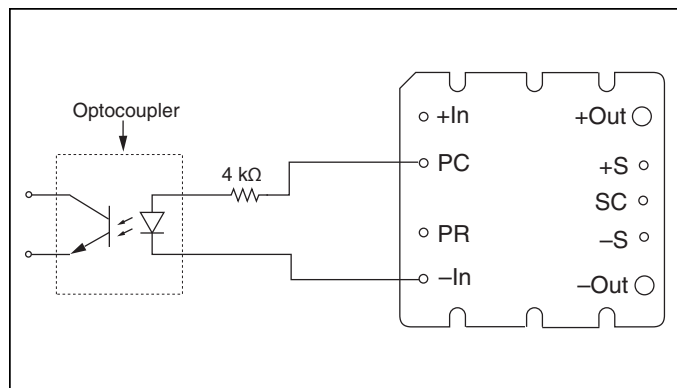 Optocoupler
4 kΩ
+In
PC
PR
–In
+Out
+S
SC
–S
–Out